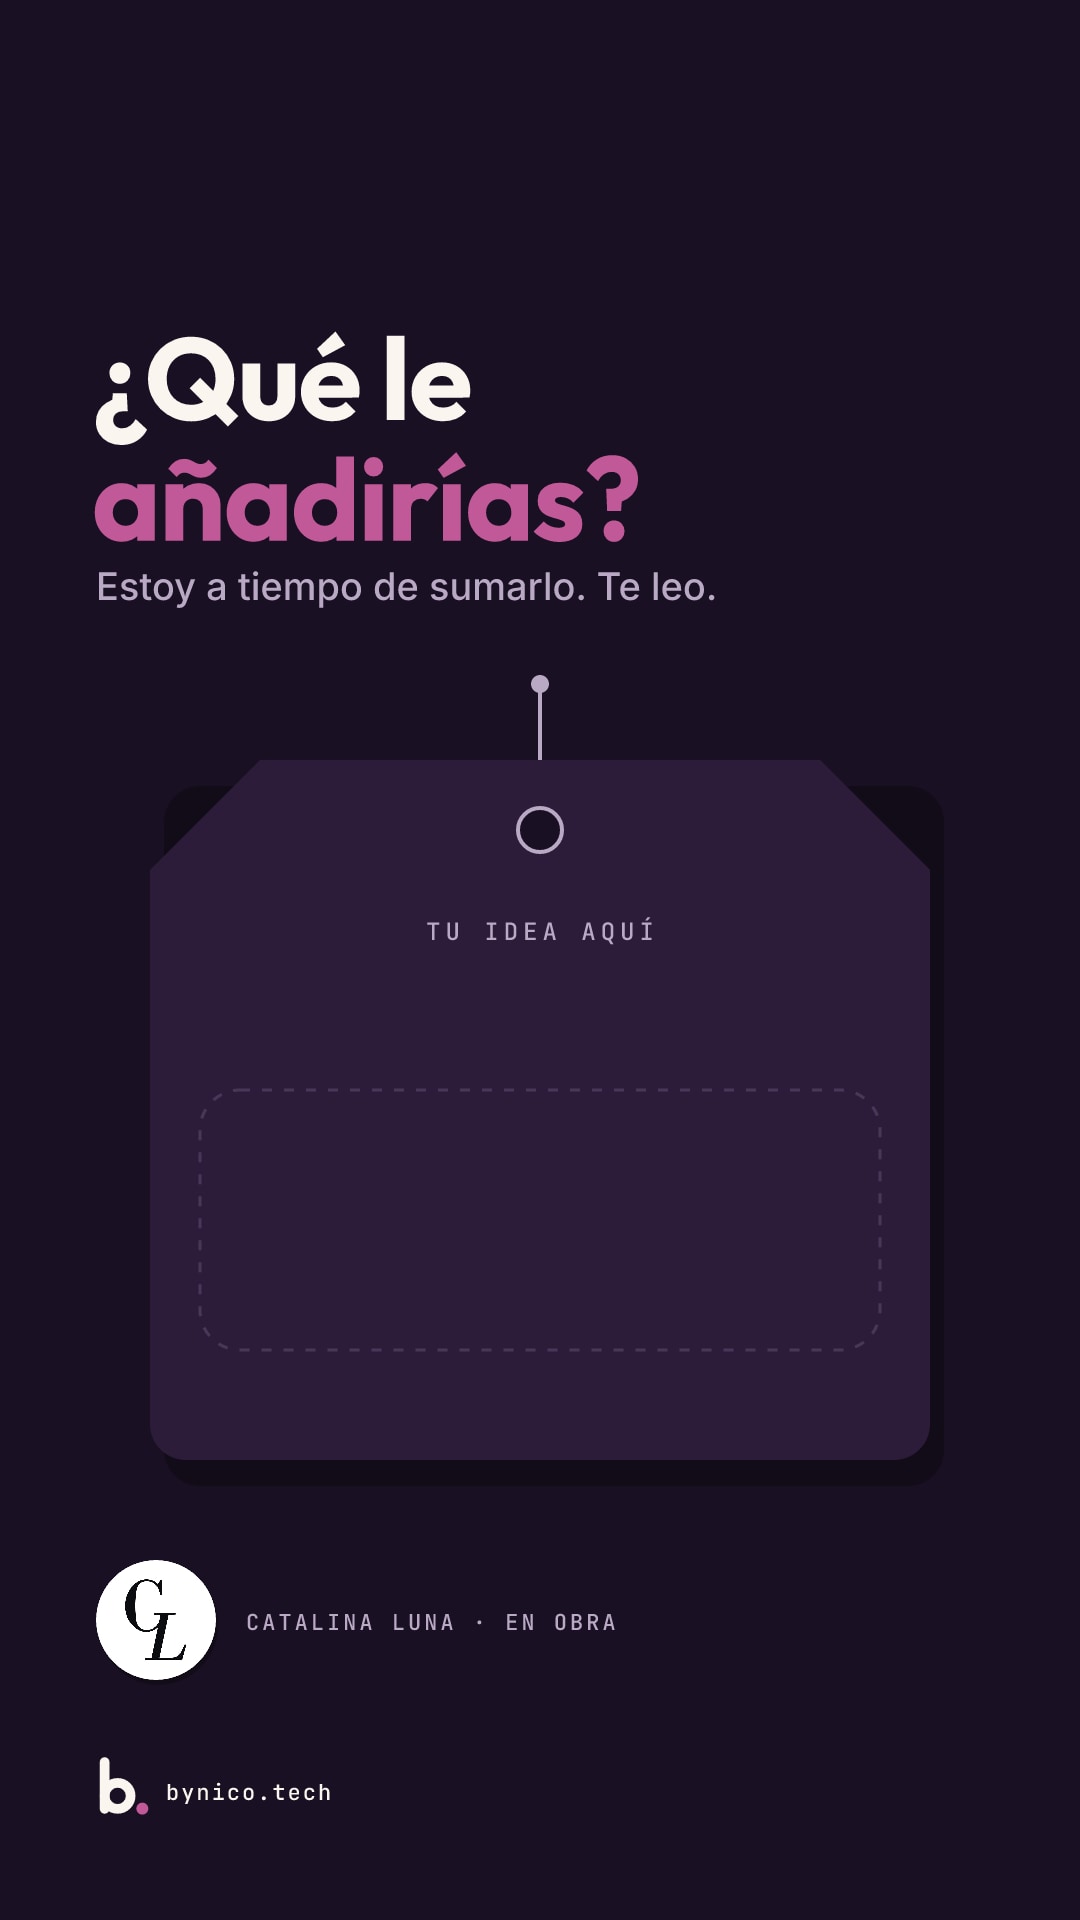 ¿Qué le
añadirías?
Estoy a tiempo de sumarlo. Te leo.
TU IDEA AQUÍ
CL
CATALINA LUNA · EN OBRA
b.
bynico.tech